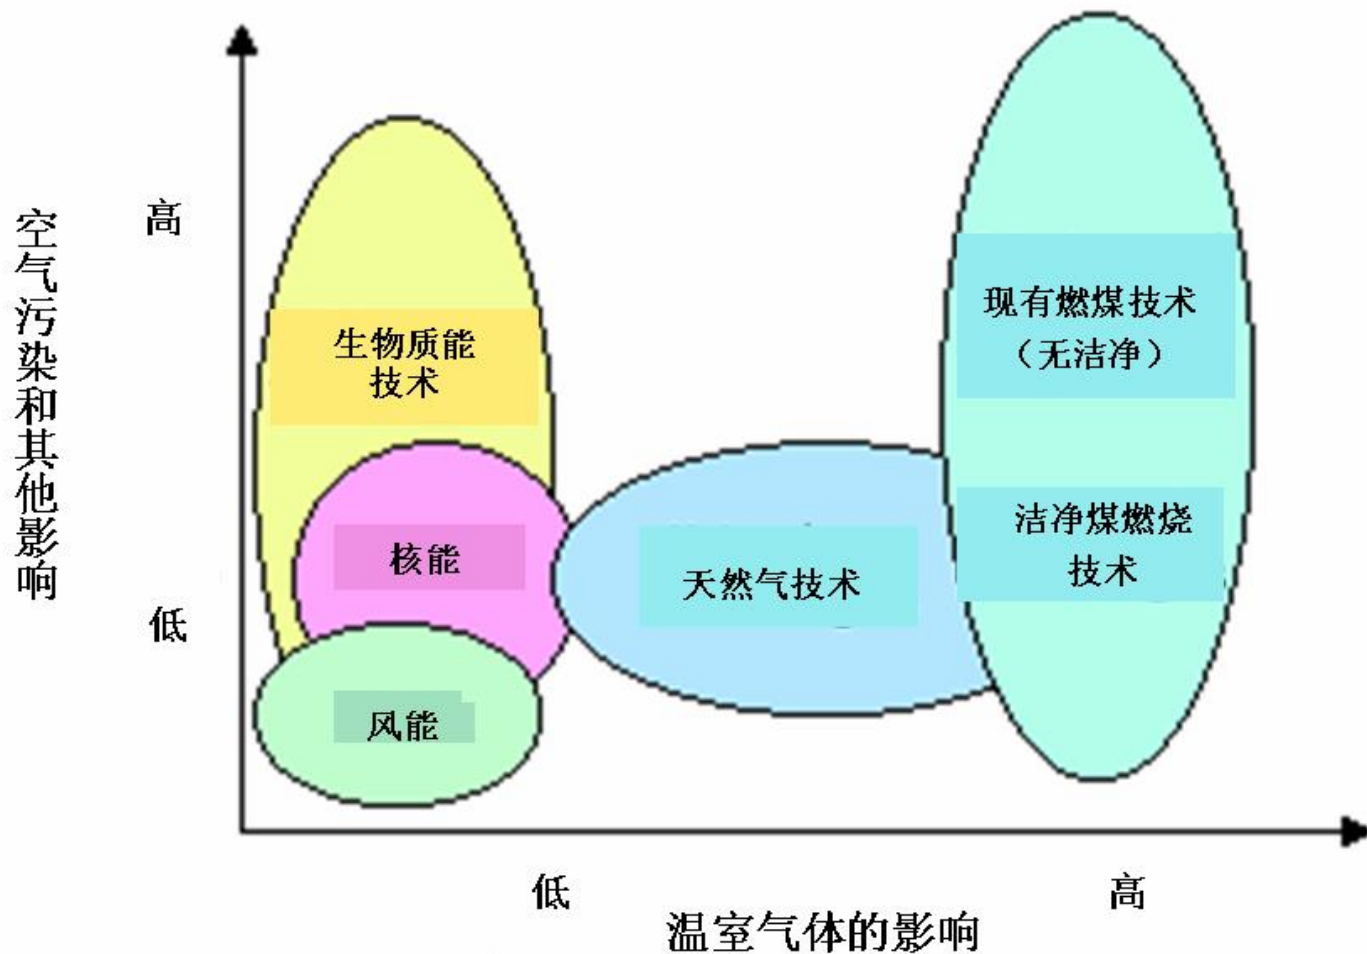 空气污染和其他影响
高
低
生物质能
技术
核能
风能
天然气技术
现有燃煤技术
（无洁净）
洁净煤燃烧
技术
低
高
温室气体的影响